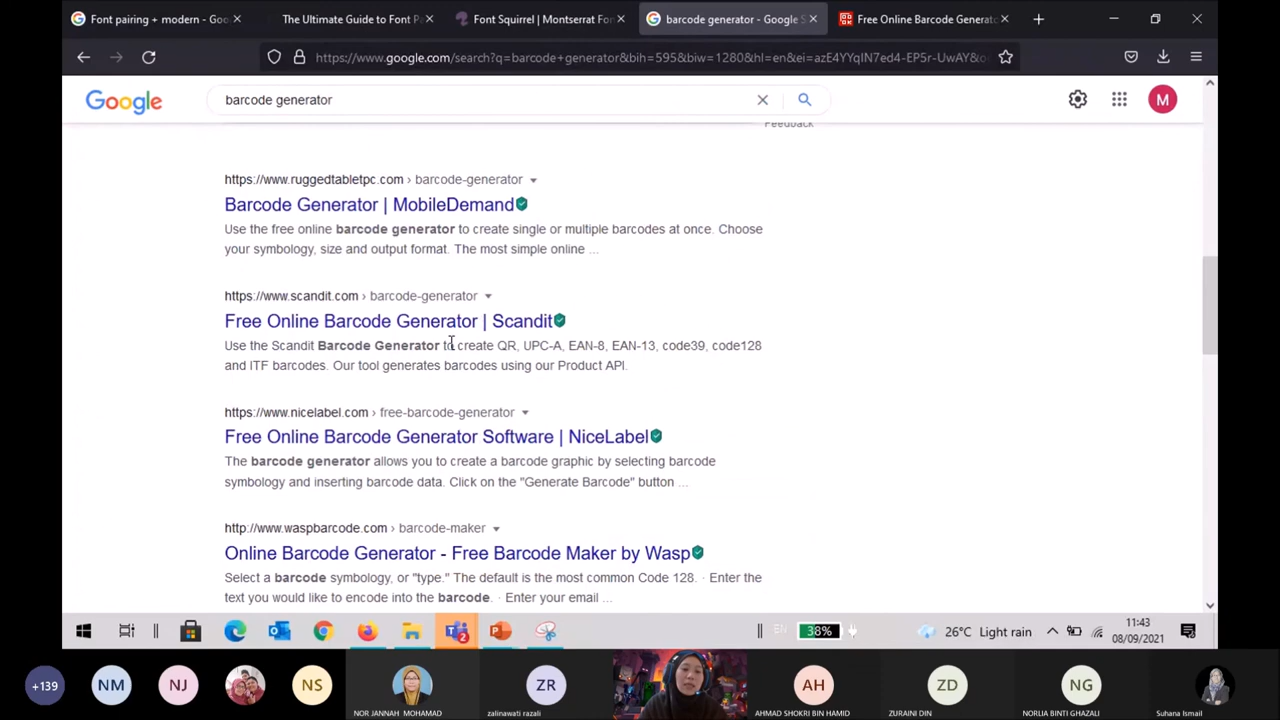 Font pairing + modern - Goo
The Ultimate Guide to Font Pa
Font Squirrel | Montserrat Fon
barcode generator - Google S
Free Online Barcode Generato
https://www.google.com/search?q=barcode+generator&bih=595&biw=1280&hl=en&ei=azE4YYqIN7ed4-EP5r-UwAY&o
Google
barcode generator
M
Feedback
https://www.ruggedtabletpc.com › barcode-generator
Barcode Generator | MobileDemand
Use the free online barcode generator to create single or multiple barcodes at once. Choose
your symbology, size and output format. The most simple online ...
https://www.scandit.com › barcode-generator
Free Online Barcode Generator | Scandit
Use the Scandit Barcode Generator to create QR, UPC-A, EAN-8, EAN-13, code39, code128
and ITF barcodes. Our tool generates barcodes using our Product API.
https://www.nicelabel.com › free-barcode-generator
Free Online Barcode Generator Software | NiceLabel
The barcode generator allows you to create a barcode graphic by selecting barcode
symbology and inserting barcode data. Click on the "Generate Barcode" button ...
http://www.waspbarcode.com › barcode-maker
Online Barcode Generator - Free Barcode Maker by Wasp
Select a barcode symbology, or "type." The default is the most common Code 128. · Enter the
text you would like to encode into the barcode. · Enter your email ...
2
EN
38%
26°C Light rain
11:43
08/09/2021
+139
NM
NJ
NS
ZR
AH
ZD
NG
NOR JANNAH MOHAMAD
zalinawati razali
AHMAD SHOKRI BIN HAMID
ZURAINI DIN
NORLIA BINTI GHAZALI
Suhana Ismail